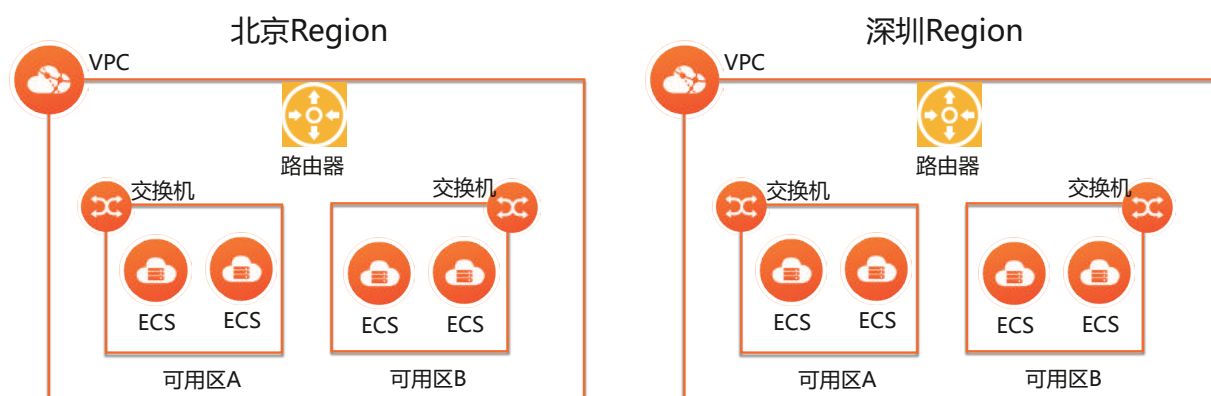 北京Region
深圳Region
VPC
VPC
路由器
路由器
交换机
交换机
交换机
交换机
ECS
ECS
ECS
ECS
ECS
ECS
ECS
ECS
可用区A
可用区B
可用区A
可用区B